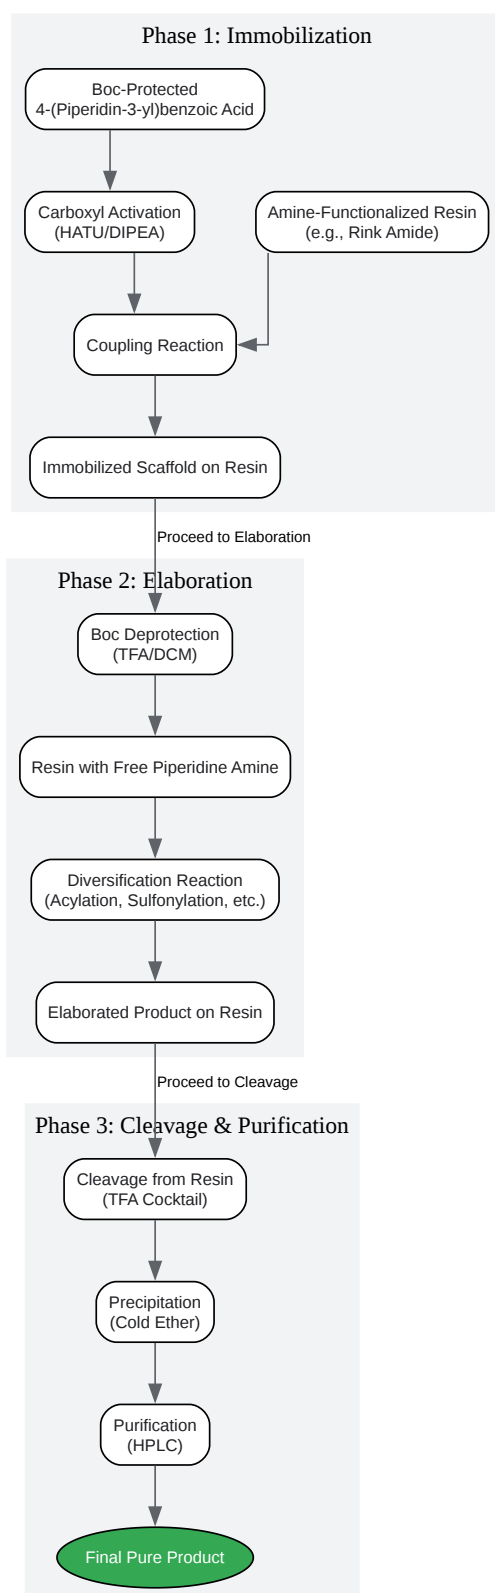 Phase 1: Immobilization
Boc-Protected
4-(Piperidin-3-yl)benzoic Acid
Carboxyl Activation
(HATU/DIPEA)
Amine-Functionalized Resin
(e.g., Rink Amide)
Coupling Reaction
Immobilized Scaffold on Resin
Proceed to Elaboration
Phase 2: Elaboration
Boc Deprotection
(TFA/DCM)
Resin with Free Piperidine Amine
Diversification Reaction
(Acylation, Sulfonylation, etc.)
Elaborated Product on Resin
Proceed to Cleavage
Phase 3: Cleavage & Purification
Cleavage from Resin
(TFA Cocktail)
Precipitation
(Cold Ether)
Purification
(HPLC)
Final Pure Product